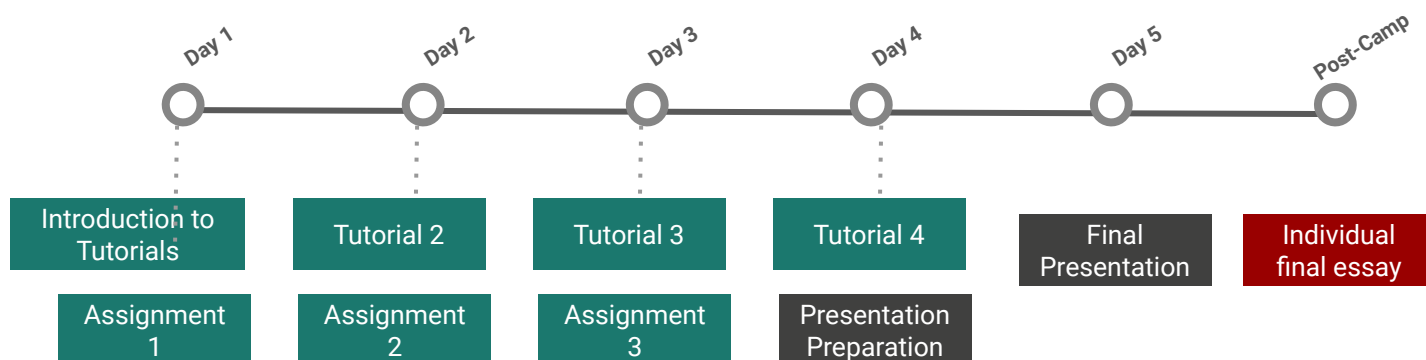 Day 1
Day 2
Day 3
Day 4
Day 5
Post-Camp
Introduction to
Tutorials
Tutorial 2
Tutorial 3
Tutorial 4
Final
Presentation
Individual
final essay
Assignment
1
Assignment
2
Assignment
3
Presentation
Preparation